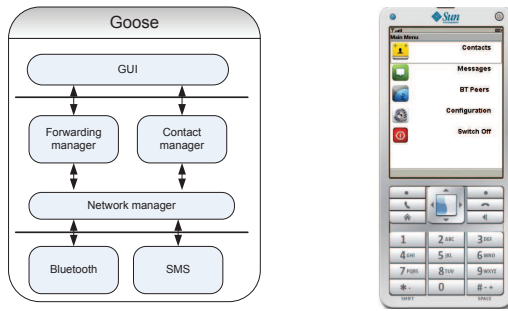 Goose
GUI
Forwarding
manager
Contact
manager
Network manager
Bluetooth
SMS
Sun
Main Menu
Contacts
Messages
BT Peers
Configuration
Switch Off
1
2 ABC
3 DEF
4 GHI
5 JKL
6 MNO
7 PQRS
8 TUV
9 WXYZ
* .
0
# - +
SHIFT
SPACE